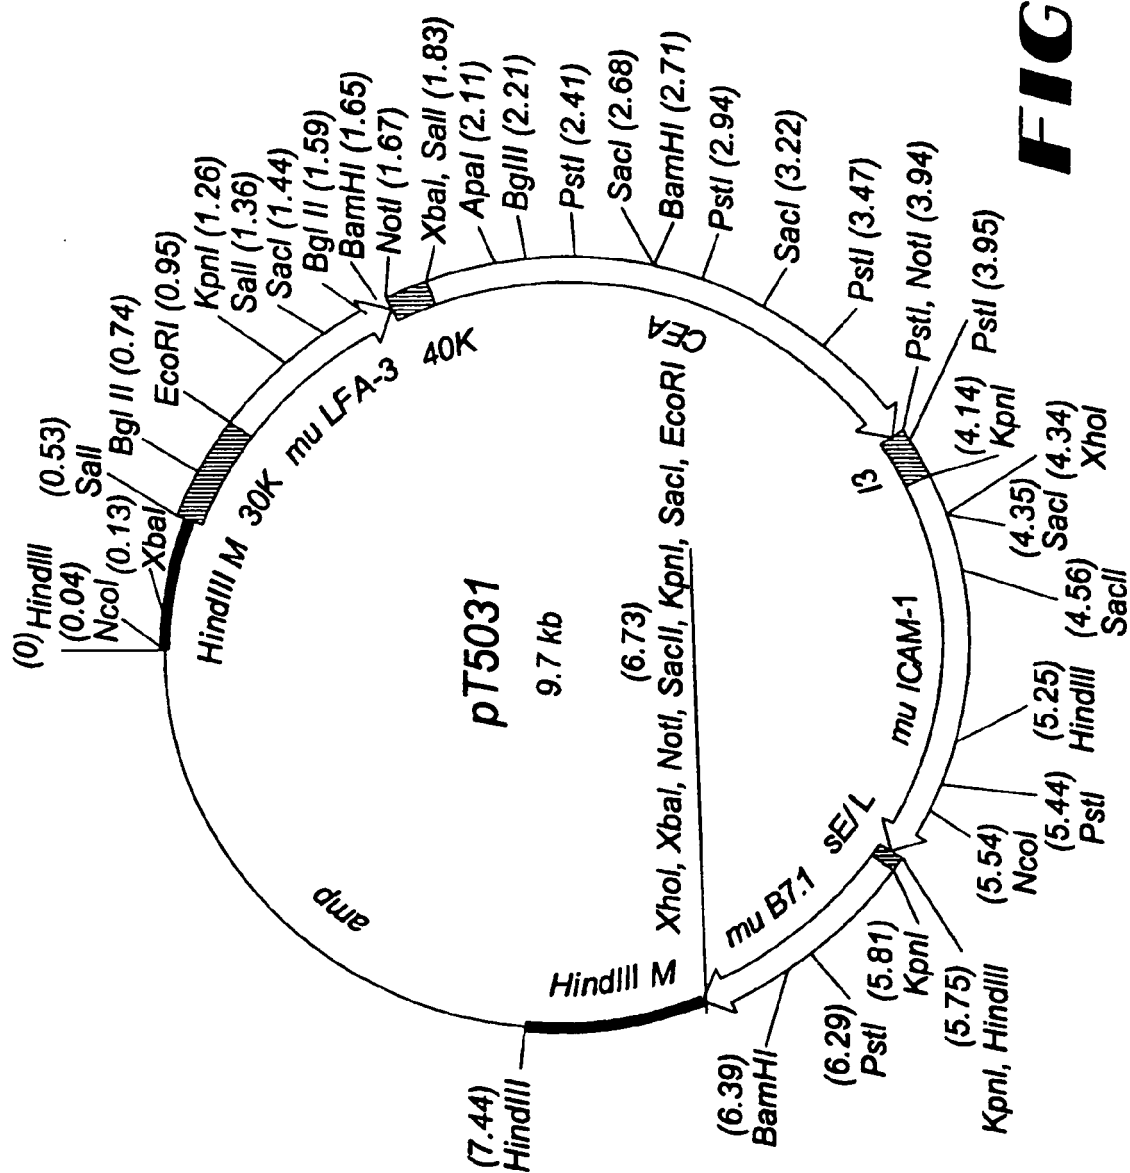 (0) HindIII
(0.04)
NcoI
(0.13)
XbaI
(0.53)
SalI
Bgl II (0.74)
EcoRI (0.95)
KpnI (1.26)
SalI (1.36)
SacI (1.44)
Bgl II (1.59)
BamHI (1.65)
NotI (1.67)
XbaI, SalI (1.83)
ApaI (2.11)
BglII (2.21)
PstI (2.41)
SacI (2.68)
BamHI (2.71)
PstI (2.94)
SacI (3.22)
PstI (3.47)
PstI, NotI (3.94)
PstI (3.95)
(4.14)
KpnI
(4.34)
XhoI
(4.35)
SacI
(4.56)
SacII
(5.25)
HindIII
(5.44)
PstI
(5.54)
NcoI
(5.75)
KpnI, HindIII
(5.81)
KpnI
(6.29)
PstI
(6.39)
BamHI
(7.44)
HindIII
HindIII M
30K
mu LFA-3
40K
CEA
I3
mu ICAM-1
sE/L
mu B7.1
HindIII M
amp
pT5031
9.7 kb
(6.73)
XhoI, XbaI, NotI, SacII, KpnI, SacI, EcoRI
FIG